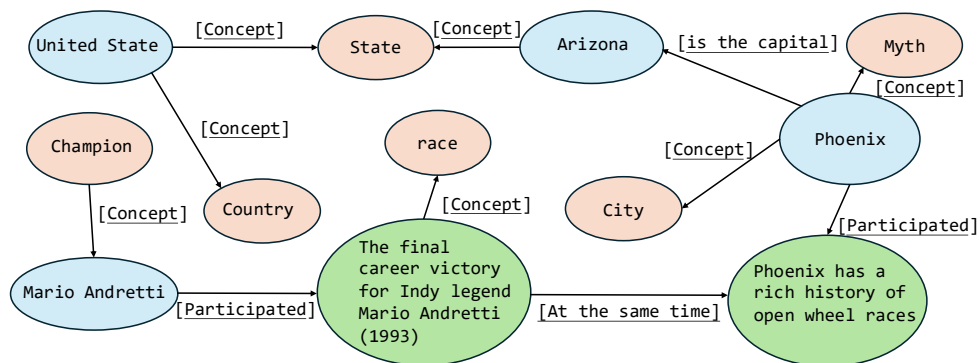 United State
[Concept]
State
[Concept]
Arizona
[is the capital]
Myth
[Concept]
Champion
[Concept]
race
[Concept]
Phoenix
[Concept]
Country
[Concept]
City
[Participated]
Mario Andretti
[Participated]
The final
career victory
for Indy legend
Mario Andretti
(1993)
[At the same time]
Phoenix has a
rich history of
open wheel races